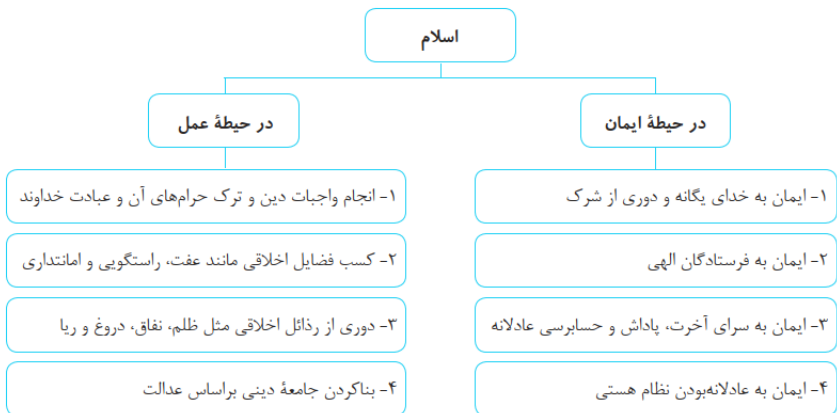 اسلام
در حیطهٔ ایمان
۱- ایمان به خدای یگانه و دوری از شرک
۲- ایمان به فرستادگان الهی
۳- ایمان به سرای آخرت، پاداش و حسابرسی عادلانه
۴- ایمان به عادلانه‌بودن نظام هستی
در حیطهٔ عمل
۱- انجام واجبات دین و ترک حرام‌های آن و عبادت خداوند
۲- کسب فضایل اخلاقی مانند عفت، راستگویی و امانتداری
۳- دوری از رذائل اخلاقی مثل ظلم، نفاق، دروغ و ریا
۴- بناکردن جامعهٔ دینی براساس عدالت